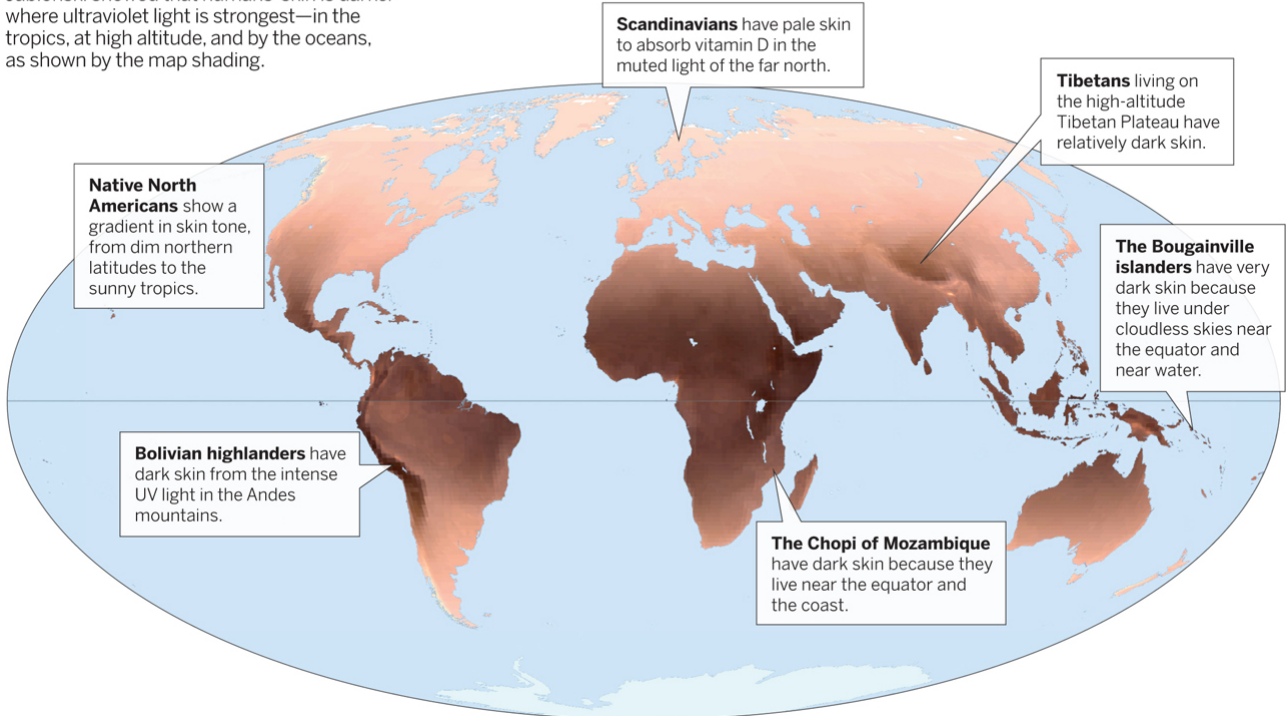 where ultraviolet light is strongest—in the
tropics, at high altitude, and by the oceans,
as shown by the map shading.
Scandinavians have pale skin
to absorb vitamin D in the
muted light of the far north.
Tibetans living on
the high-altitude
Tibetan Plateau have
relatively dark skin.
Native North
Americans show a
gradient in skin tone,
from dim northern
latitudes to the
sunny tropics.
The Bougainville
islanders have very
dark skin because
they live under
cloudless skies near
the equator and
near water.
Bolivian highlanders have
dark skin from the intense
UV light in the Andes
mountains.
The Chopi of Mozambique
have dark skin because they
live near the equator and
the coast.